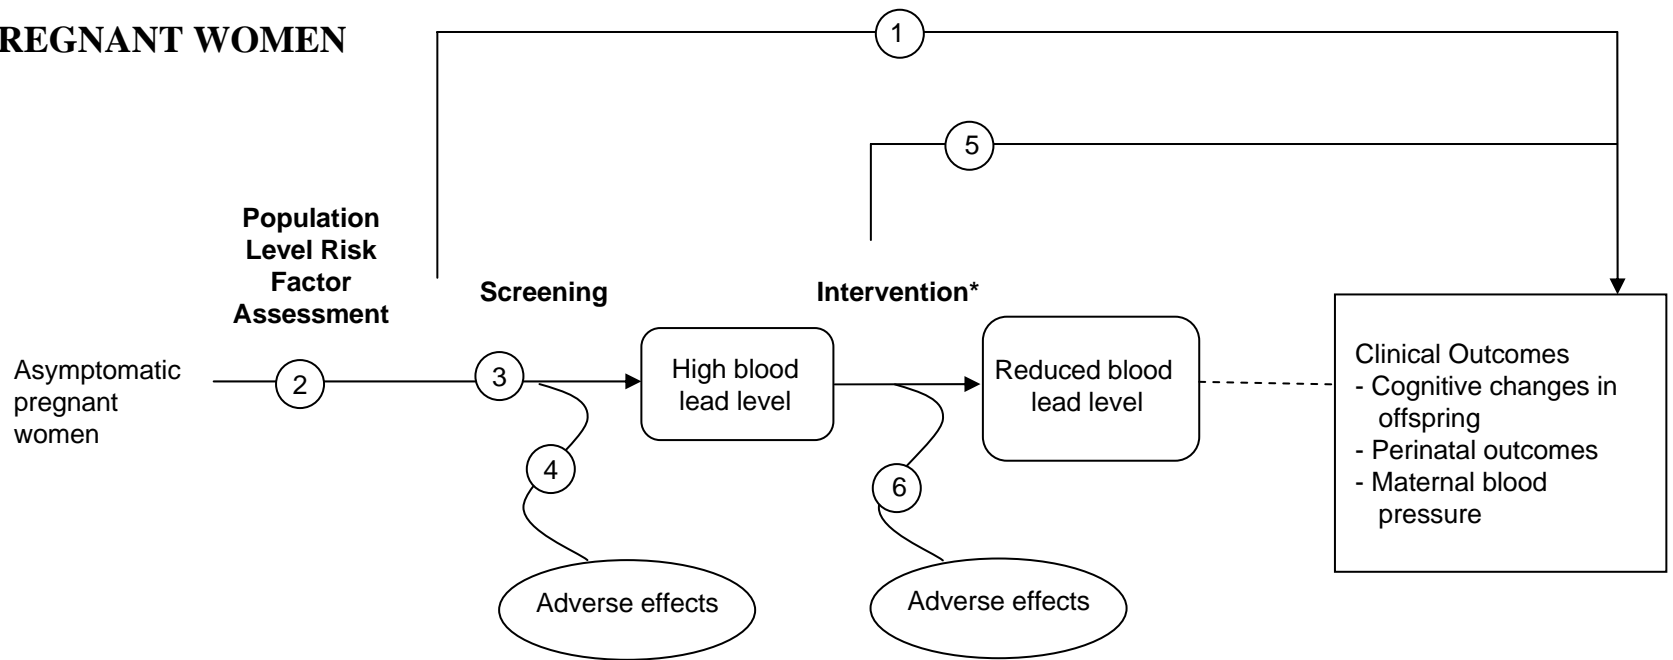 REGNANT WOMEN
1
5
Population
Level Risk
Factor
Assessment
Screening
Intervention*
Asymptomatic
pregnant
women
2
3
High blood
lead level
Reduced blood
lead level
Clinical Outcomes
- Cognitive changes in
offspring
- Perinatal outcomes
- Maternal blood
pressure
4
6
Adverse effects
Adverse effects